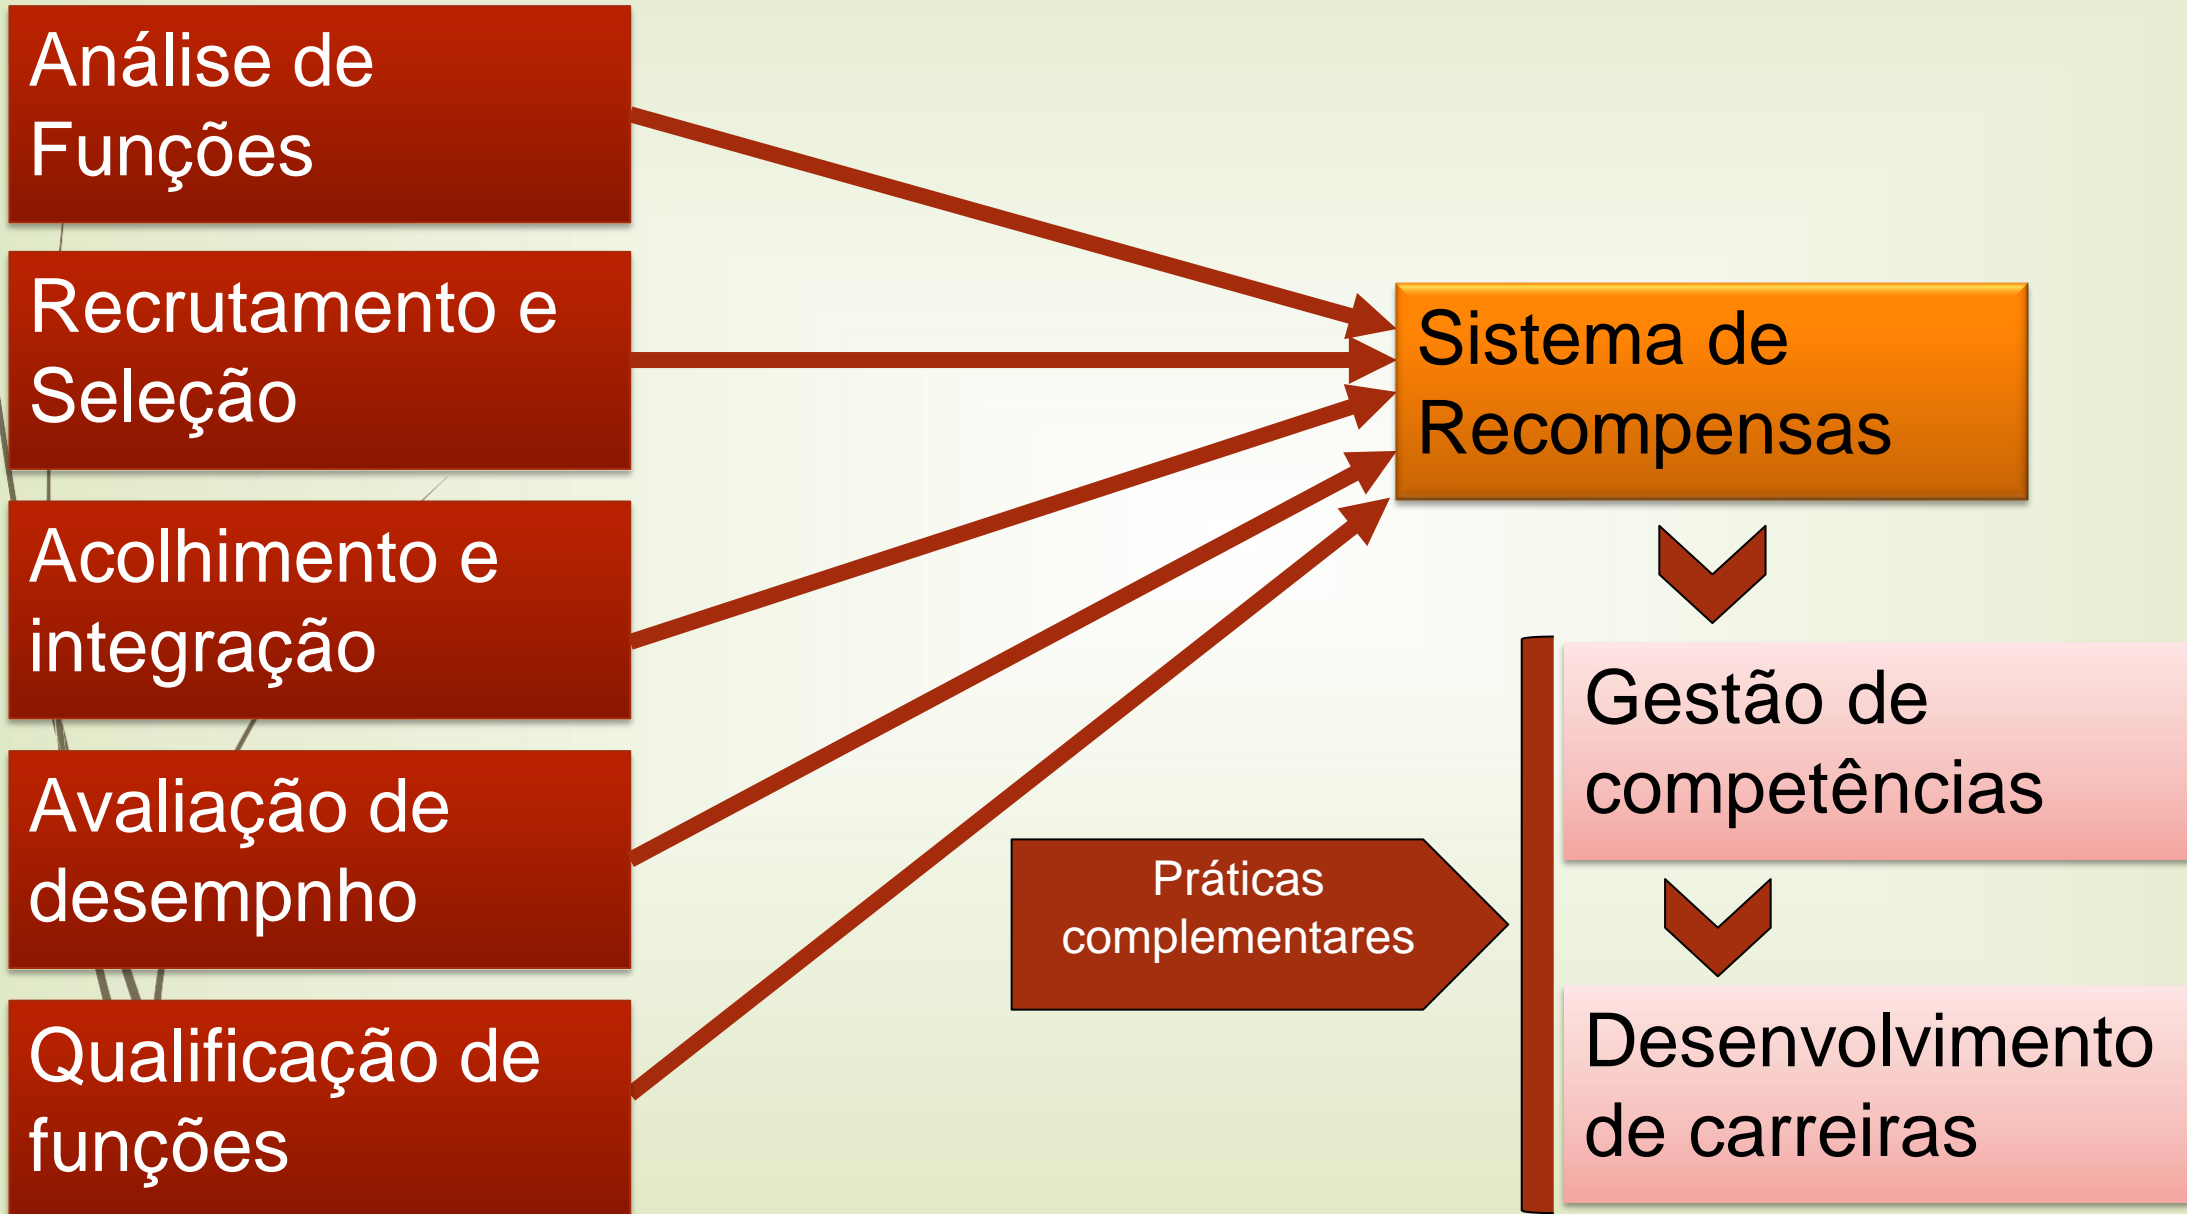 Análise de
Funções
Recrutamento e
Seleção
Acolhimento e
integração
Avaliação de
desempnho
Qualificação de
funções
Sistema de
Recompensas
Gestão de
competências
Práticas
complementares
Desenvolvimento
de carreiras